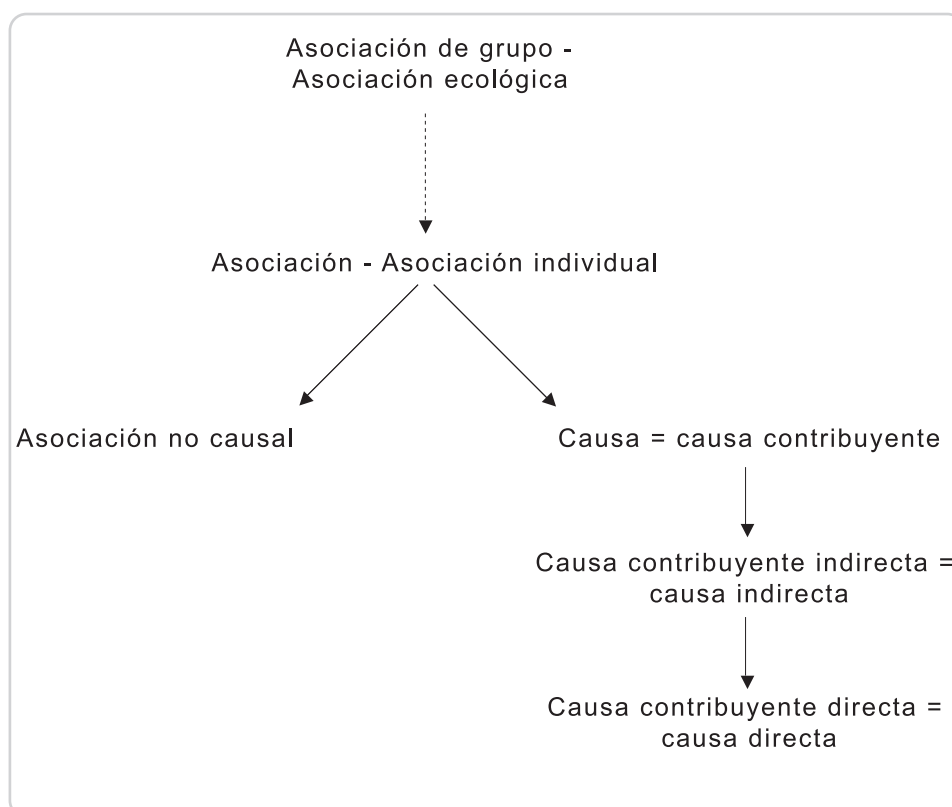 Asociación de grupo -
Asociación ecológica
Asociación - Asociación individual
Asociación no causal
Causa = causa contribuyente
Causa contribuyente indirecta =
causa indirecta
Causa contribuyente directa =
causa directa